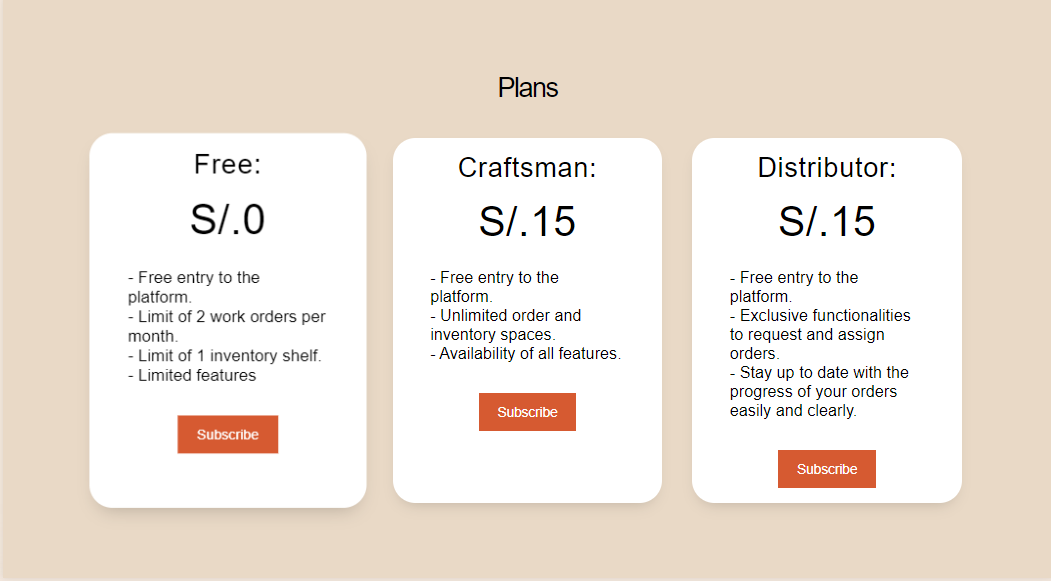 Plans
Free:
S/.0
- Free entry to the
platform.
- Limit of 2 work orders per
month.
- Limit of 1 inventory shelf.
- Limited features
Subscribe
Craftsman:
S/.15
- Free entry to the
platform.
- Unlimited order and
inventory spaces.
- Availability of all features.
Subscribe
Distributor:
S/.15
- Free entry to the
platform.
- Exclusive functionalities
to request and assign
orders.
- Stay up to date with the
progress of your orders
easily and clearly.
Subscribe